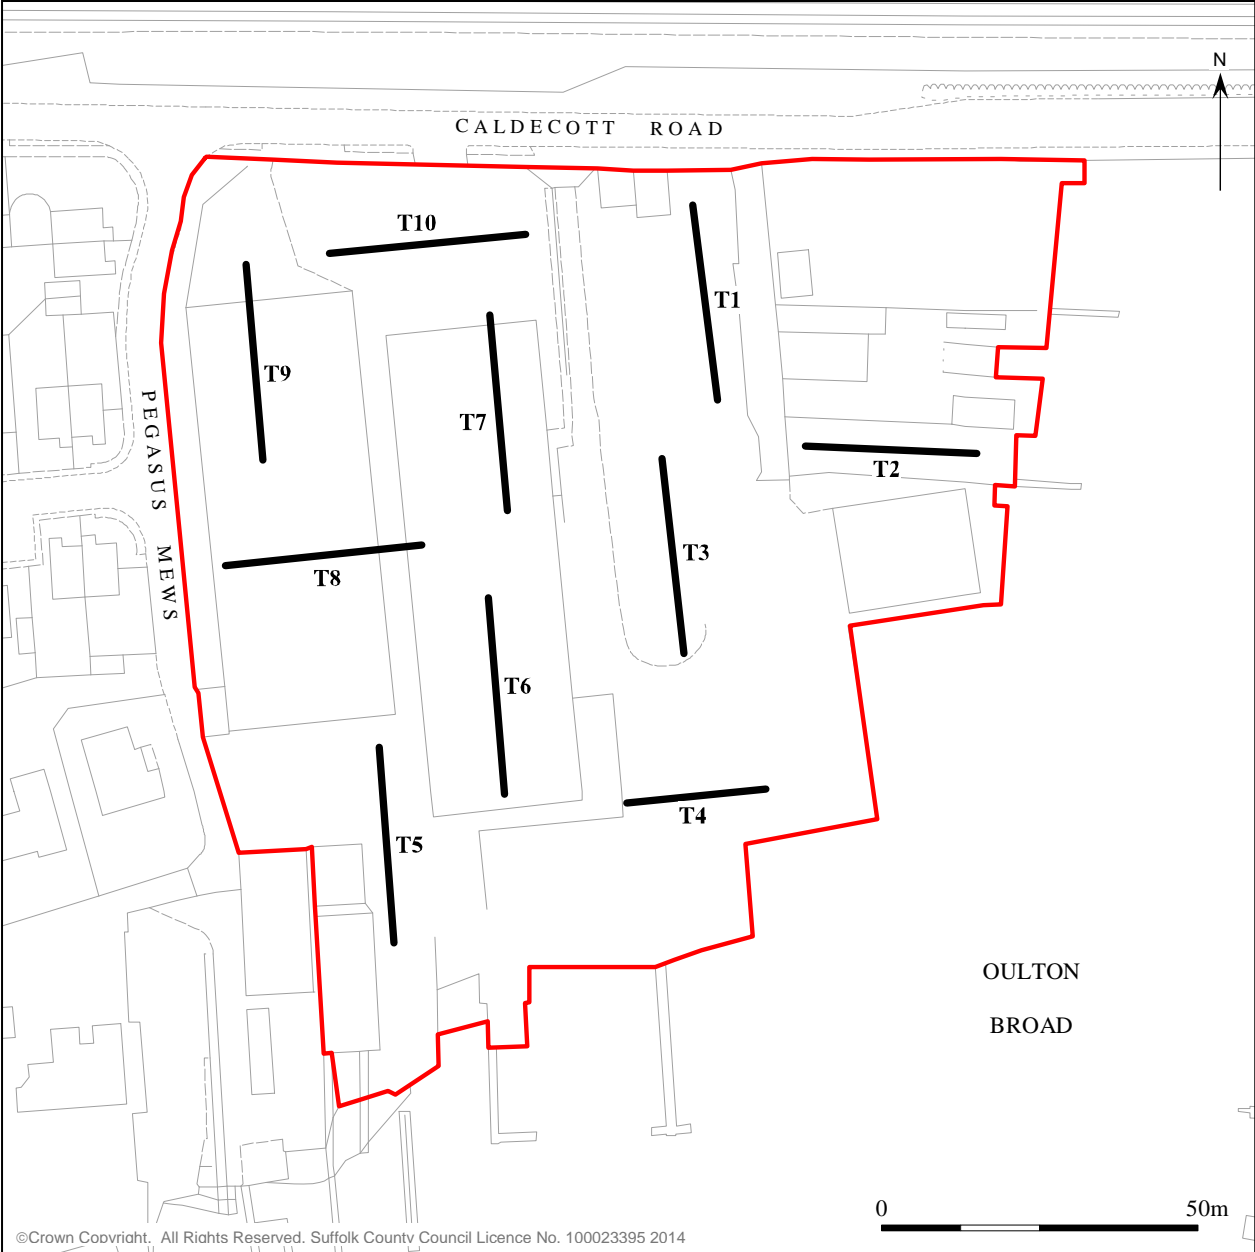 N
CALDECOTT ROAD
T10
T1
T9
T7
PEGASUS MEWS
T2
T3
T8
T6
T5
T4
OULTON
BROAD
0 50m
©Crown Copyright. All Rights Reserved. Suffolk County Council Licence No. 100023395 2014